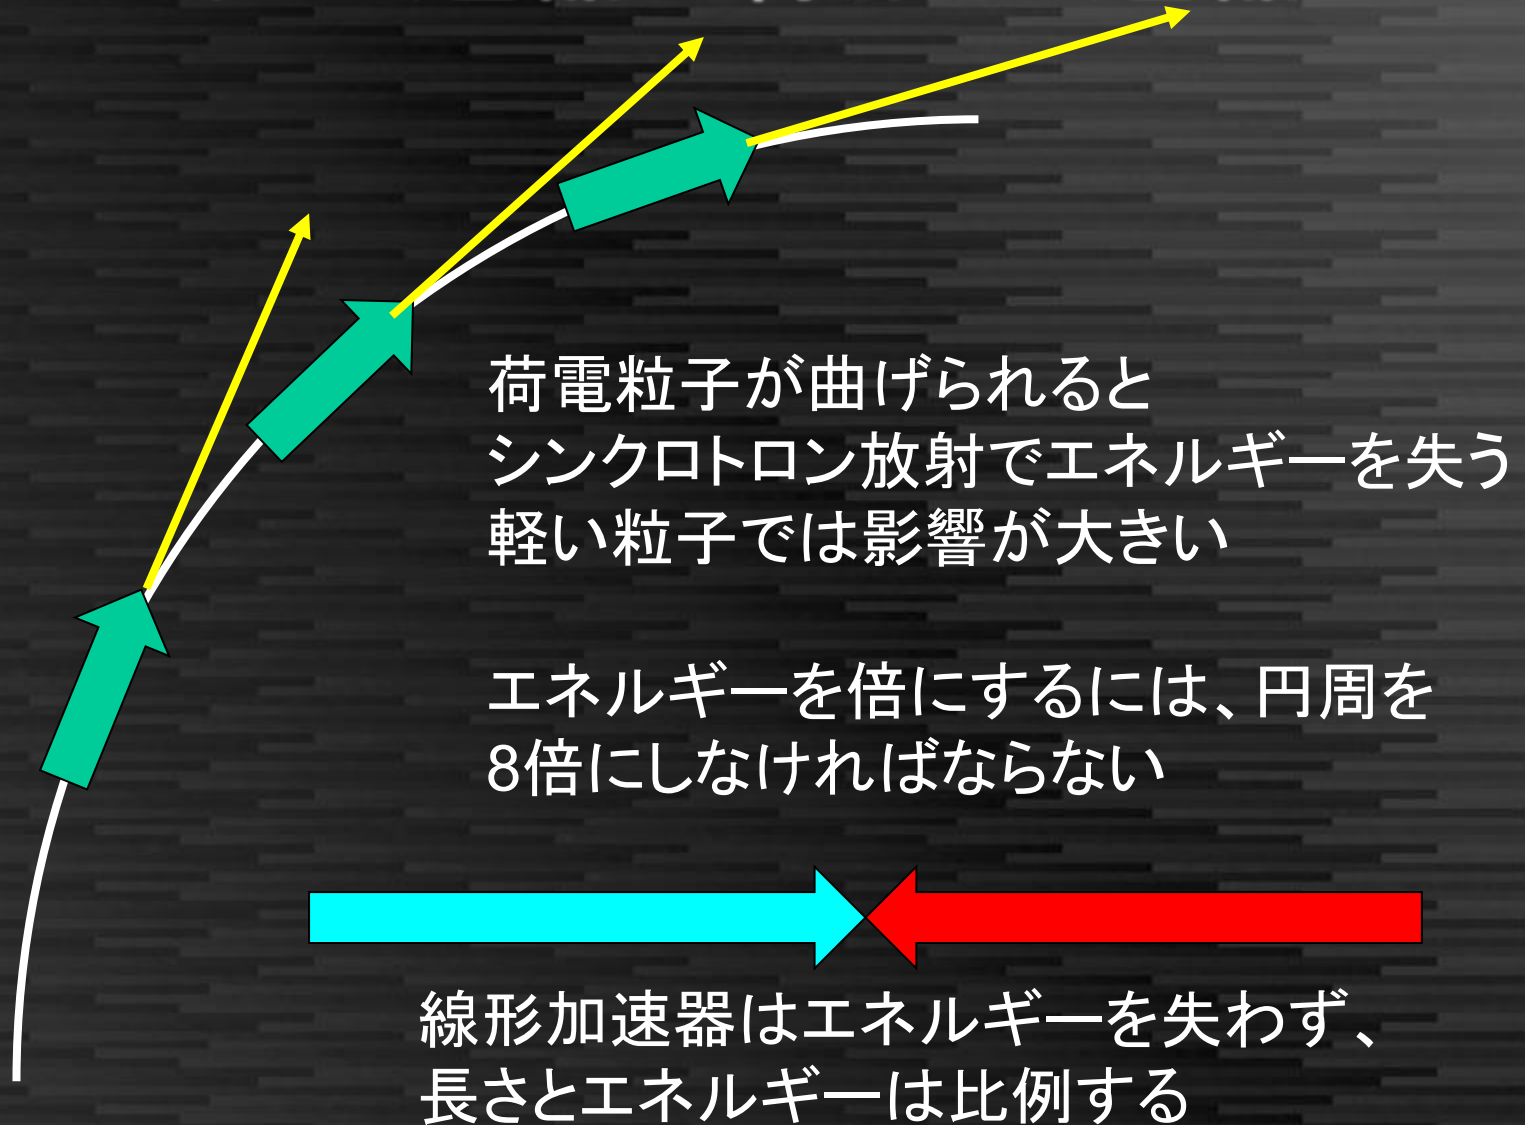 荷電粒子が曲げられると
シンクロトロン放射でエネルギーを失う
軽い粒子では影響が大きい
エネルギーを倍にするには、円周を
8倍にしなければならない
線形加速器はエネルギーを失わず、
長さとエネルギーは比例する